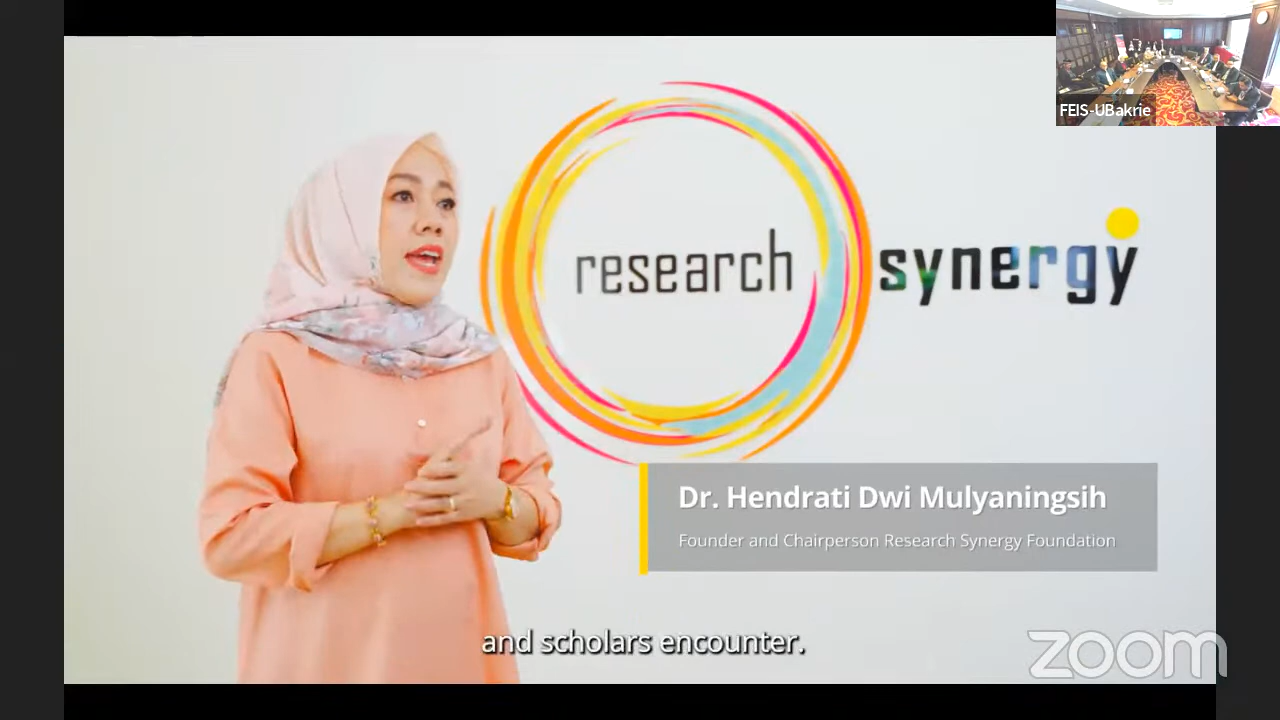 FEIS-UBakrie
research synergy
Dr. Hendrati Dwi Mulyaningsih
Founder and Chairperson Research Synergy Foundation
and scholars encounter.
zoom